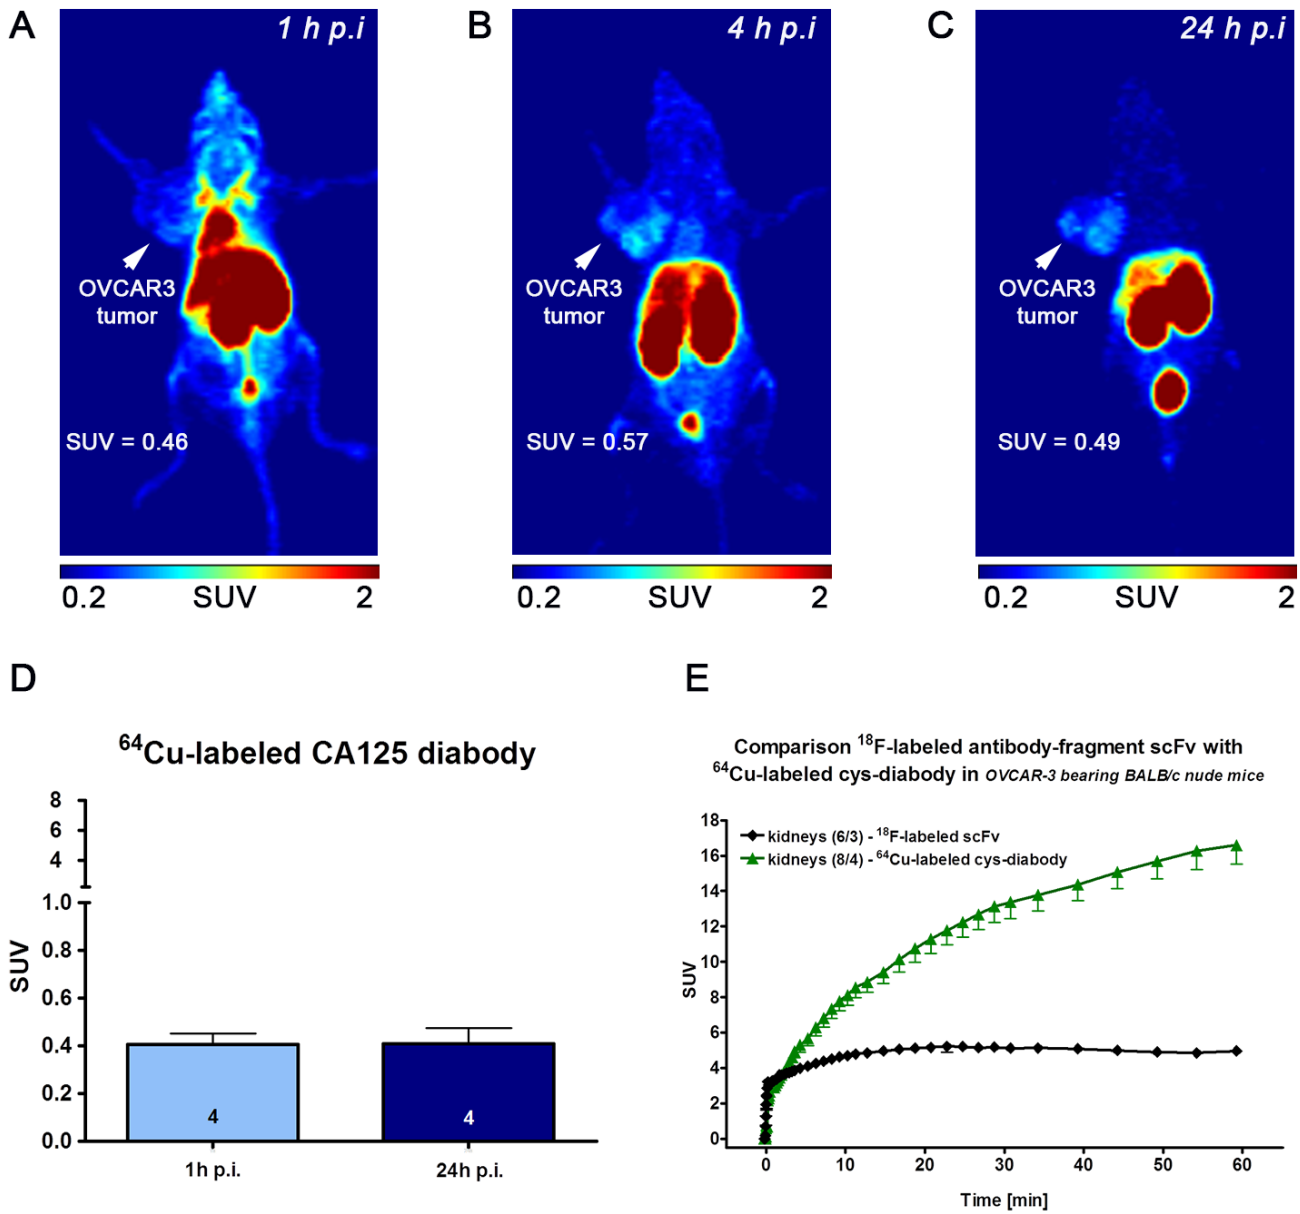 A
1 h p.i
OVCAR3
tumor
SUV = 0.46
0.2 SUV 2
B
4 h p.i
OVCAR3
tumor
SUV = 0.57
0.2 SUV 2
C
24 h p.i
OVCAR3
tumor
SUV = 0.49
0.2 SUV 2
D
⁶⁴Cu-labeled CA125 diabody
8
6
4
1.0
0.8
0.6
0.4
0.2
0.0
SUV
4
4
1h p.i.
24h p.i.
E
Comparison ¹⁸F-labeled antibody-fragment scFv with
⁶⁴Cu-labeled cys-diabody in OVCAR-3 bearing BALB/c nude mice
kidneys (6/3) - ¹⁸F-labeled scFv
kidneys (8/4) - ⁶⁴Cu-labeled cys-diabody
18
16
14
12
10
8
6
4
2
0
SUV
0 10 20 30 40 50 60
Time [min]